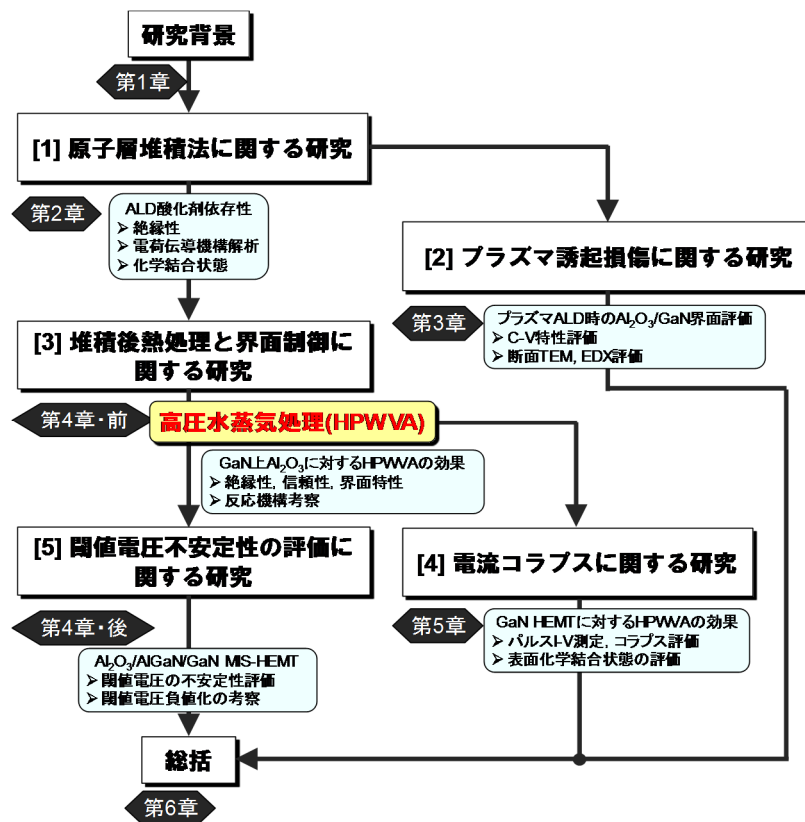 研究背景
第1章
[1] 原子層堆積法に関する研究
第2章
ALD酸化剤依存性
➢ 絶縁性
➢ 電荷伝導機構解析
➢ 化学結合状態
[2] プラズマ誘起損傷に関する研究
第3章
プラズマALD時のAl₂O₃/GaN界面評価
➢ C-V特性評価
➢ 断面TEM, EDX評価
[3] 堆積後熱処理と界面制御に
関する研究
第4章・前
高圧水蒸気処理(HPWVA)
GaN上Al₂O₃に対するHPWVAの効果
➢ 絶縁性, 信頼性, 界面特性
➢ 反応機構考察
[5] 閾値電圧不安定性の評価に
関する研究
[4] 電流コラプスに関する研究
第4章・後
Al₂O₃/AlGaN/GaN MIS-HEMT
➢ 閾値電圧の不安定性評価
➢ 閾値電圧負値化の考察
第5章
GaN HEMTに対するHPWVAの効果
➢ パルスI-V測定, コラプス評価
➢ 表面化学結合状態の評価
総括
第6章